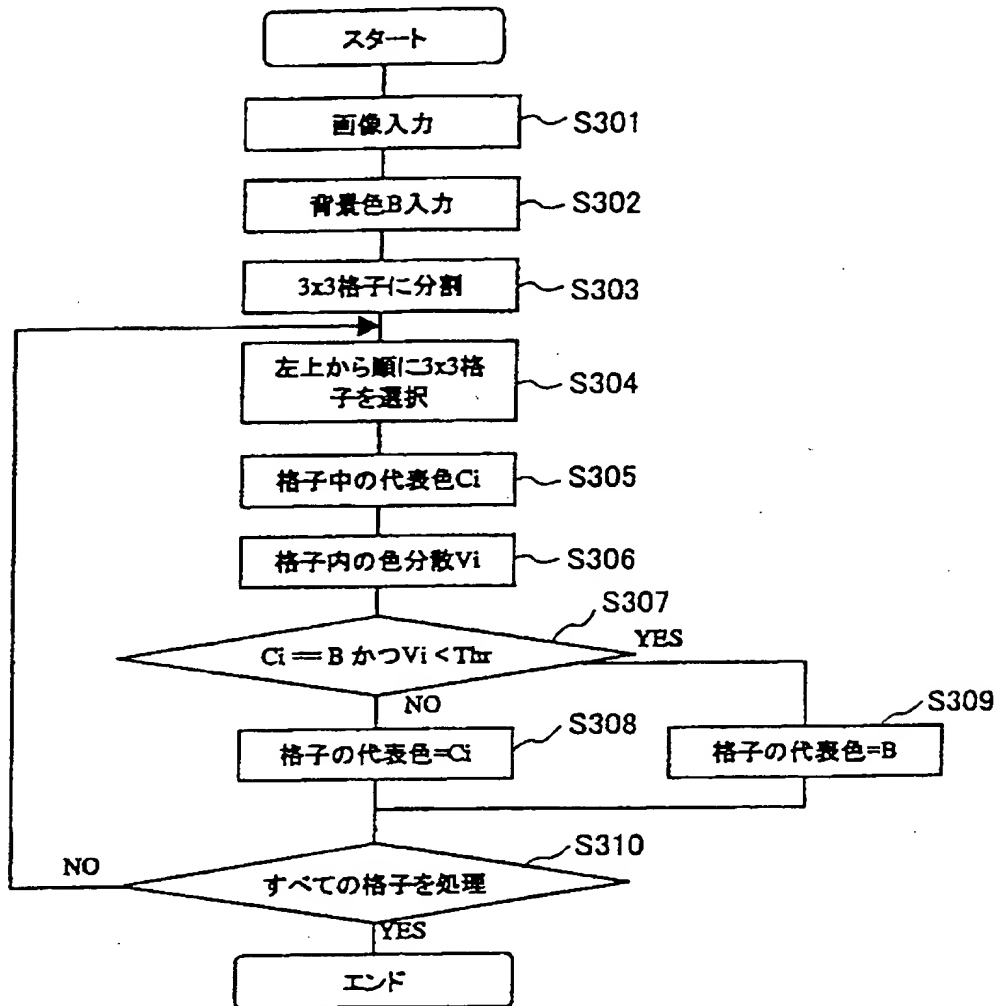 スタート
画像入力
S301
背景色B入力
S302
3x3格子に分割
S303
左上から順に3x3格
子を選択
S304
格子中の代表色Ci
S305
格子内の色分散Vi
S306
S307
Ci == B かつVi < Thr
YES
NO
格子の代表色=Ci
S308
格子の代表色=B
S309
S310
すべての格子を処理
NO
YES
エンド